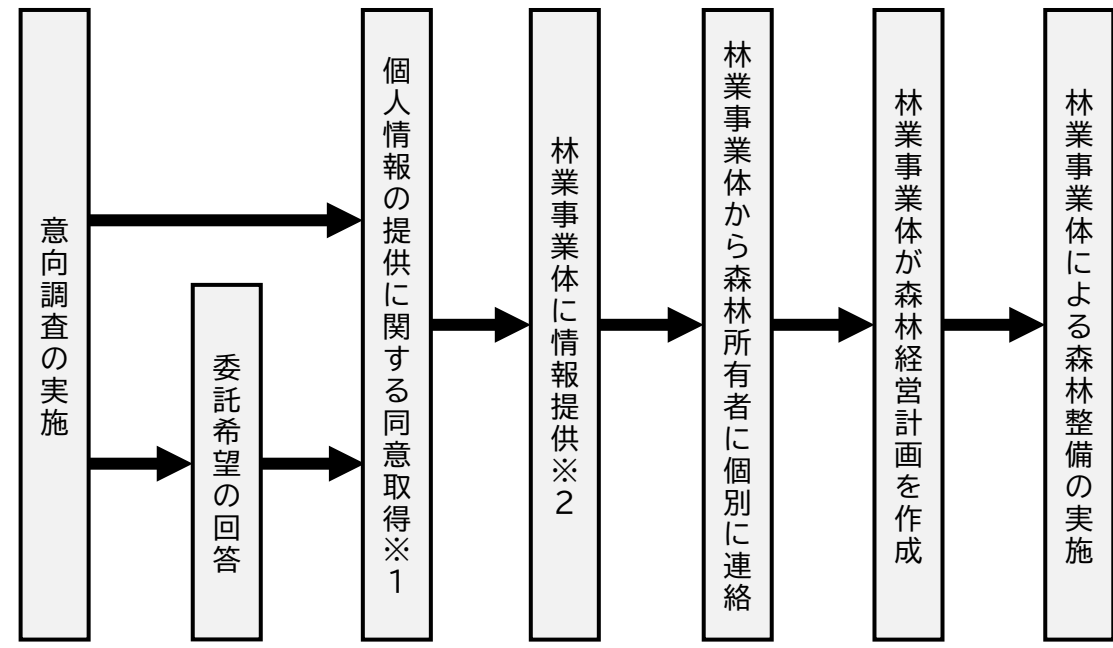 意向調査の実施
委託希望の回答
個人情報の提供に関する同意取得※1
林業事業体に情報提供※2
林業事業体から森林所有者に個別に連絡
林業事業体が森林経営計画を作成
林業事業体による森林整備の実施